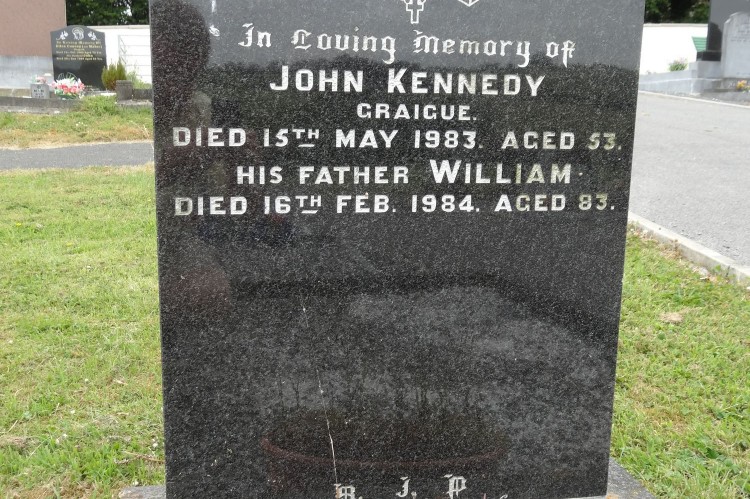 In Loving Memory of
JOHN KENNEDY
GRAIGUE.
DIED 15TH MAY 1983. AGED 53.
HIS FATHER WILLIAM
DIED 16TH FEB. 1984. AGED 83.
R. I. P.